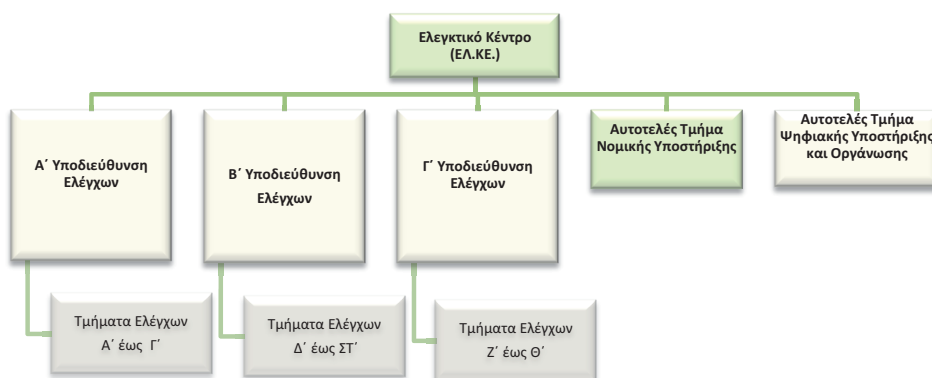 Ελεγκτικό Κέντρο
(ΕΛ.ΚΕ.)
Α΄ Υποδιεύθυνση
Ελέγχων
Β΄ Υποδιεύθυνση
Ελέγχων
Γ΄ Υποδιεύθυνση
Ελέγχων
Αυτοτελές Τμήμα
Νομικής Υποστήριξης
Αυτοτελές Τμήμα
Ψηφιακής Υποστήριξης
και Οργάνωσης
Τμήματα Ελέγχων
Α΄ έως Γ΄
Τμήματα Ελέγχων
Δ΄ έως ΣΤ΄
Τμήματα Ελέγχων
Ζ΄ έως Θ΄